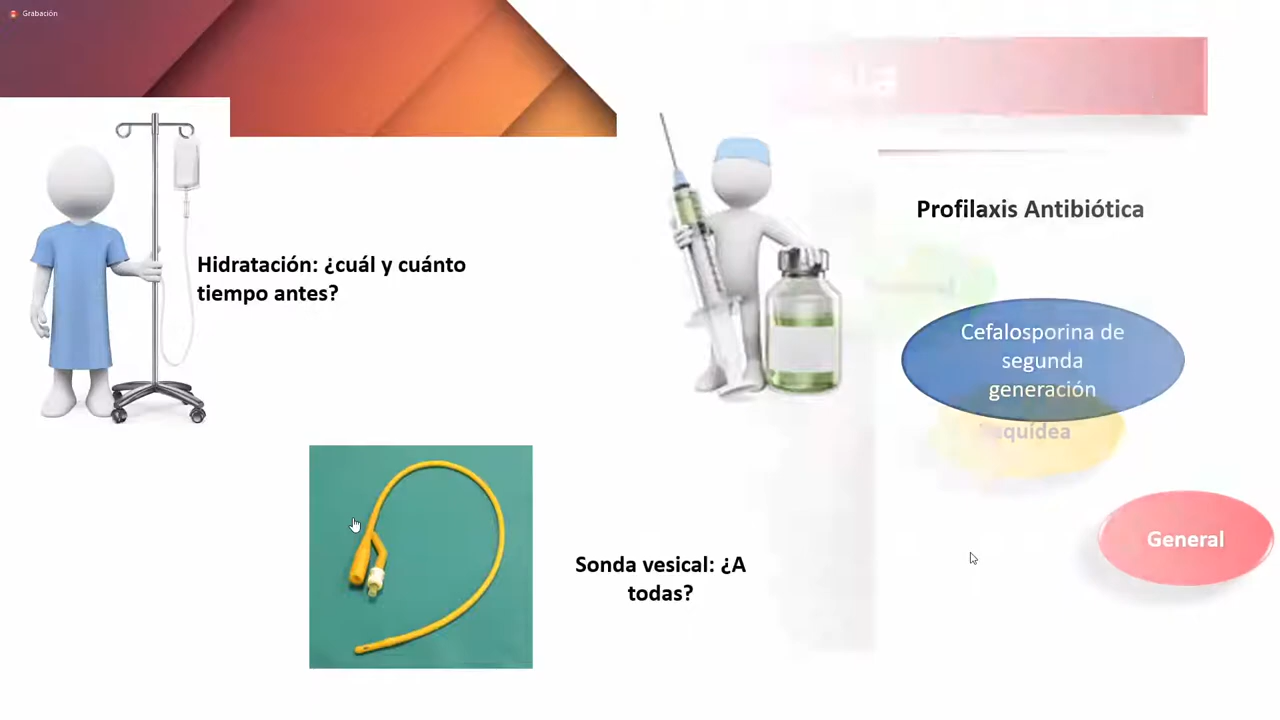 Grabación
Profilaxis Antibiótica
Hidratación: ¿cuál y cuánto
tiempo antes?
Cefalosporina de
segunda
generación
quídea
General
Sonda vesical: ¿A
todas?